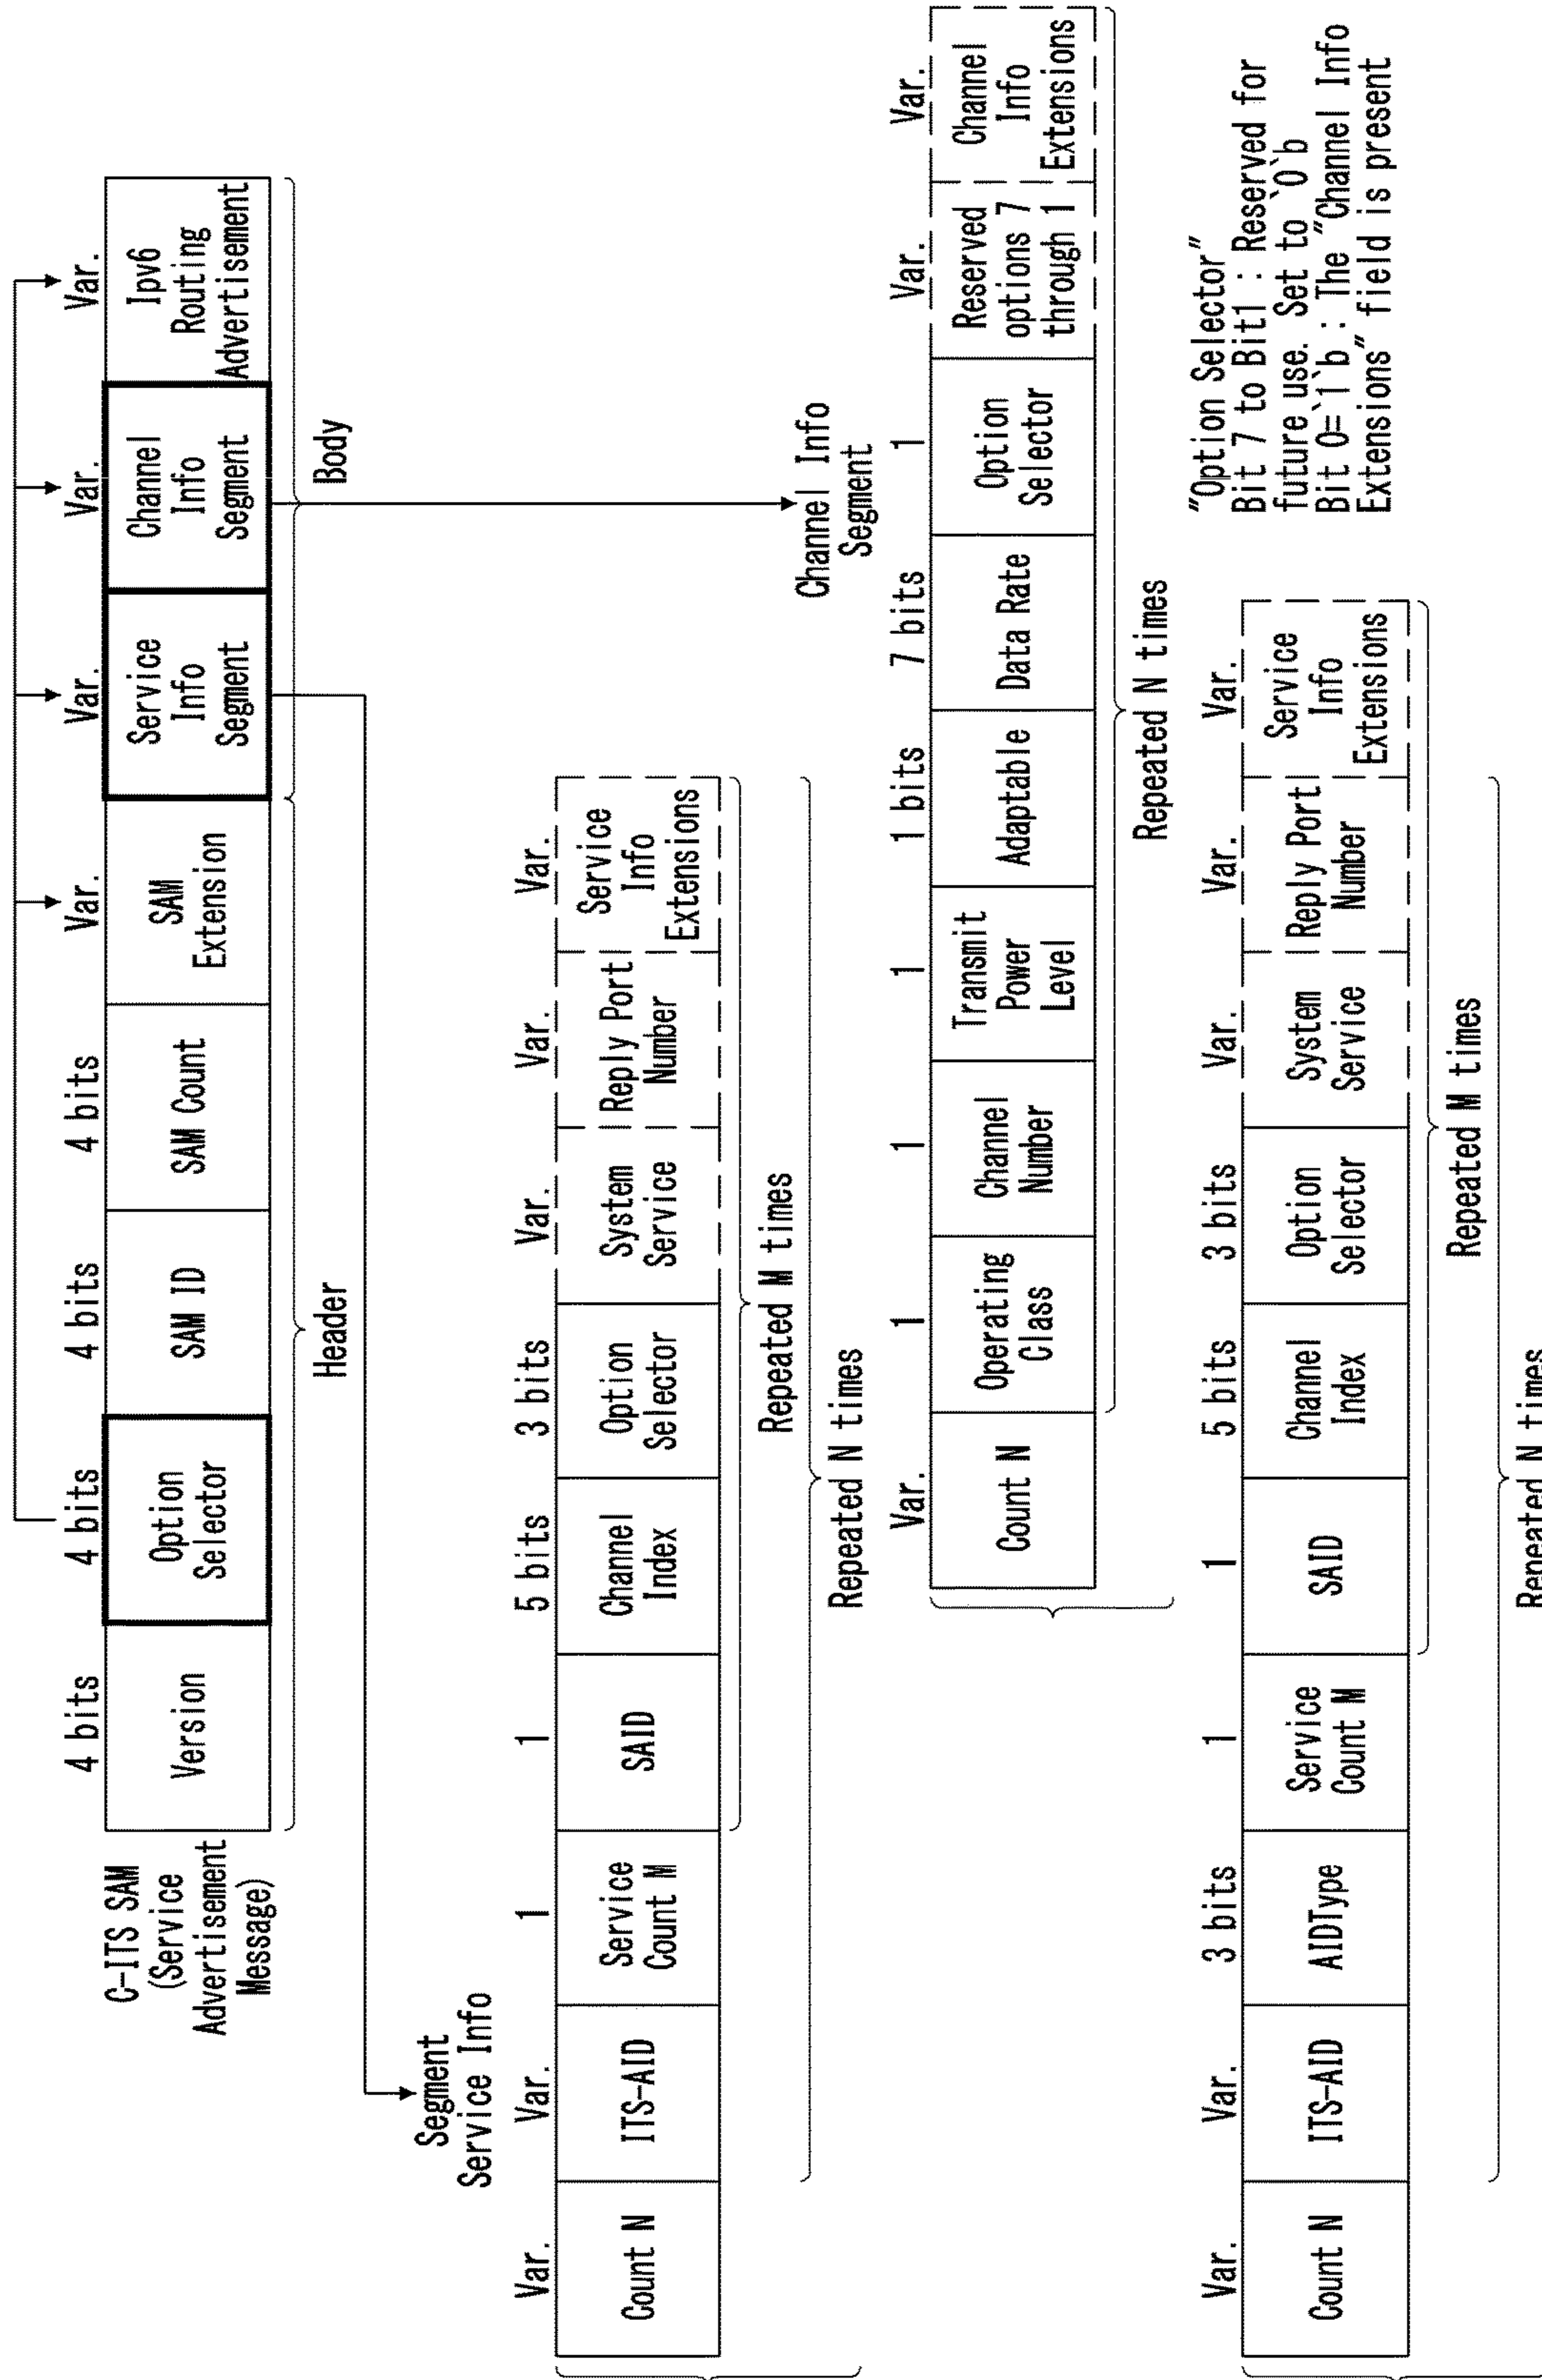 C-ITS SAM
(Service
Advertisement
Message)
4 bits
4 bits
4 bits
4 bits
Var.
Var.
Var.
Var.
Version
Option
Selector
SAM ID
SAM Count
SAM
Extension
Service
Info
Segment
Channel
Info
Segment
Ipv6
Routing
Advertisement
Header
Body
Segment
Service Info
Var.
Var.
1
1
5 bits
3 bits
Var.
Var.
Var.
Count N
ITS-AID
Service
Count M
SAID
Channel
Index
Option
Selector
System
Service
Reply Port
Number
Service
Info
Extensions
Repeated M times
Repeated N times
Channel Info
Segment
Var.
1
1
1
1 bits
7 bits
1
Var.
Var.
Count N
Operating
Class
Channel
Number
Transmit
Power
Level
Adaptable
Data Rate
Option
Selector
Reserved
options 7
through 1
Channel
Info
Extensions
Repeated N times
"Option Selector"
Bit 7 to Bit1 : Reserved for
future use. Set to `0`b
Bit 0=`1`b : The "Channel Info
Extensions" field is present
Var.
Var.
3 bits
1
1
5 bits
3 bits
Var.
Var.
Var.
Count N
ITS-AID
AIDType
Service
Count M
SAID
Channel
Index
Option
Selector
System
Service
Reply Port
Number
Service
Info
Extensions
Repeated M times
Repeated N times